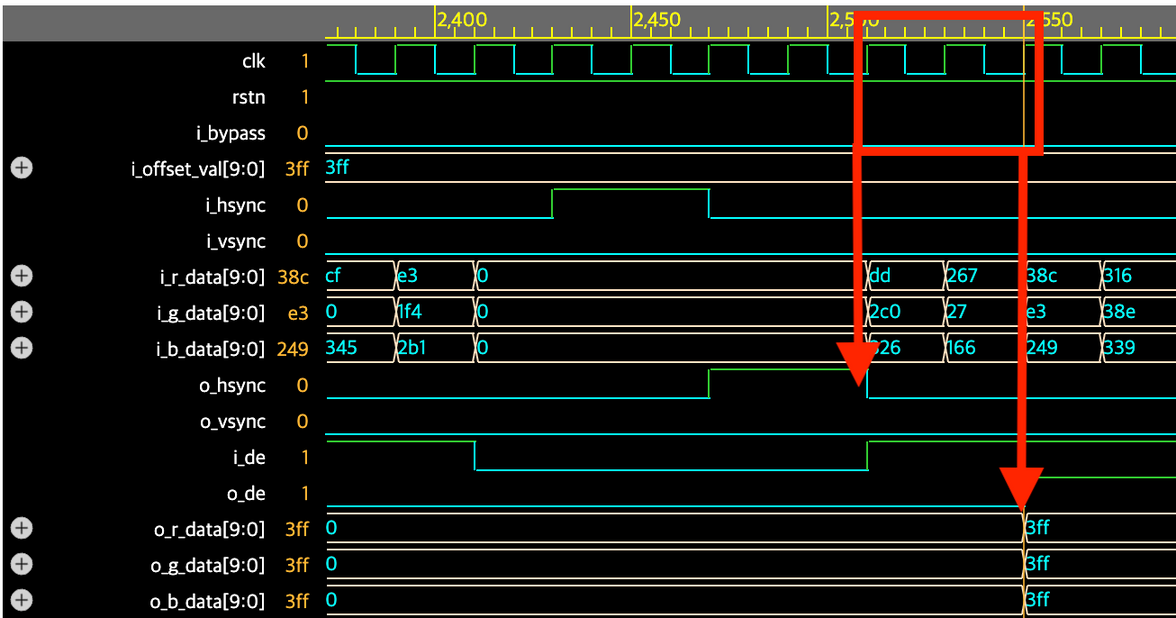 2,400 2,450 2,550
clk 1
rstn 1
i_bypass 0
i_offset_val[9:0] 3ff 3ff
i_hsync 0
i_vsync 0
i_r_data[9:0] 38c cf e3 0 dd 267 38c 316
i_g_data[9:0] e3 0 1f4 0 2c0 27 e3 38e
i_b_data[9:0] 249 345 2b1 0 166 249 339
o_hsync 0
o_vsync 0
i_de 1
o_de 1
o_r_data[9:0] 3ff 0 3ff
o_g_data[9:0] 3ff 0 3ff
o_b_data[9:0] 3ff 0 3ff